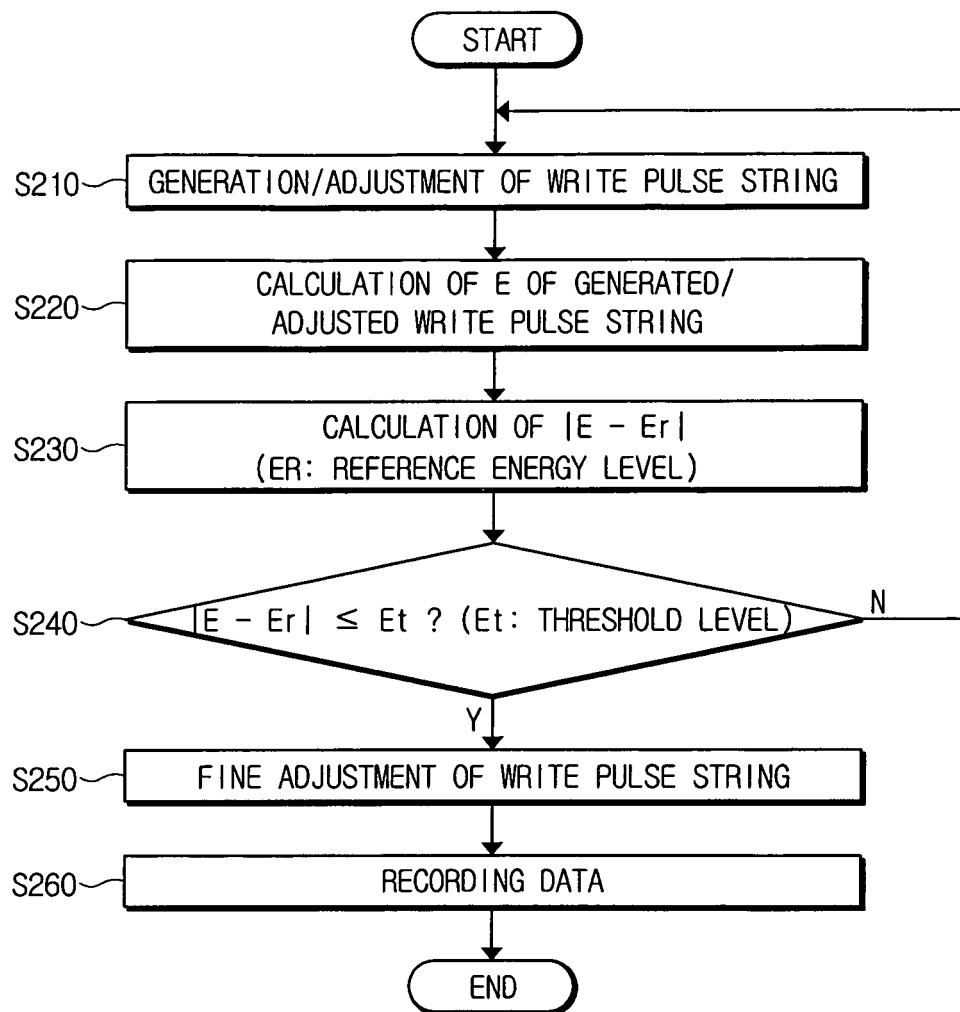 START
S210 GENERATION/ADJUSTMENT OF WRITE PULSE STRING
S220 CALCULATION OF E OF GENERATED/
ADJUSTED WRITE PULSE STRING
S230 CALCULATION OF |E - Er|
(ER: REFERENCE ENERGY LEVEL)
S240 |E - Er| ≤ Et ? (Et: THRESHOLD LEVEL)
N
Y
S250 FINE ADJUSTMENT OF WRITE PULSE STRING
S260 RECORDING DATA
END